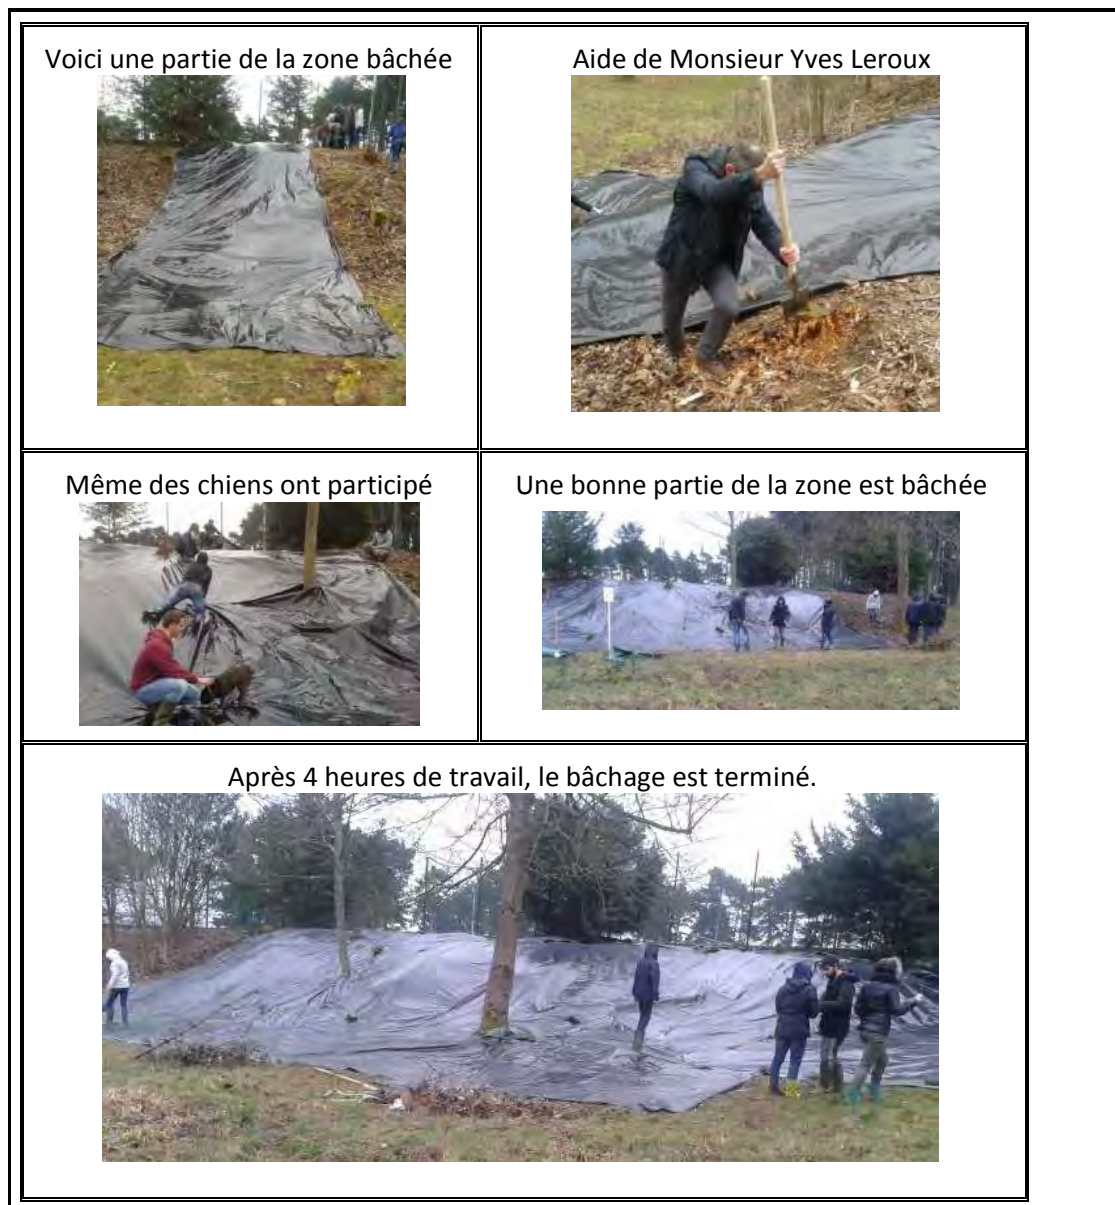 Voici une partie de la zone bâchée
Aide de Monsieur Yves Leroux
Même des chiens ont participé
Une bonne partie de la zone est bâchée
Après 4 heures de travail, le bâchage est terminé.